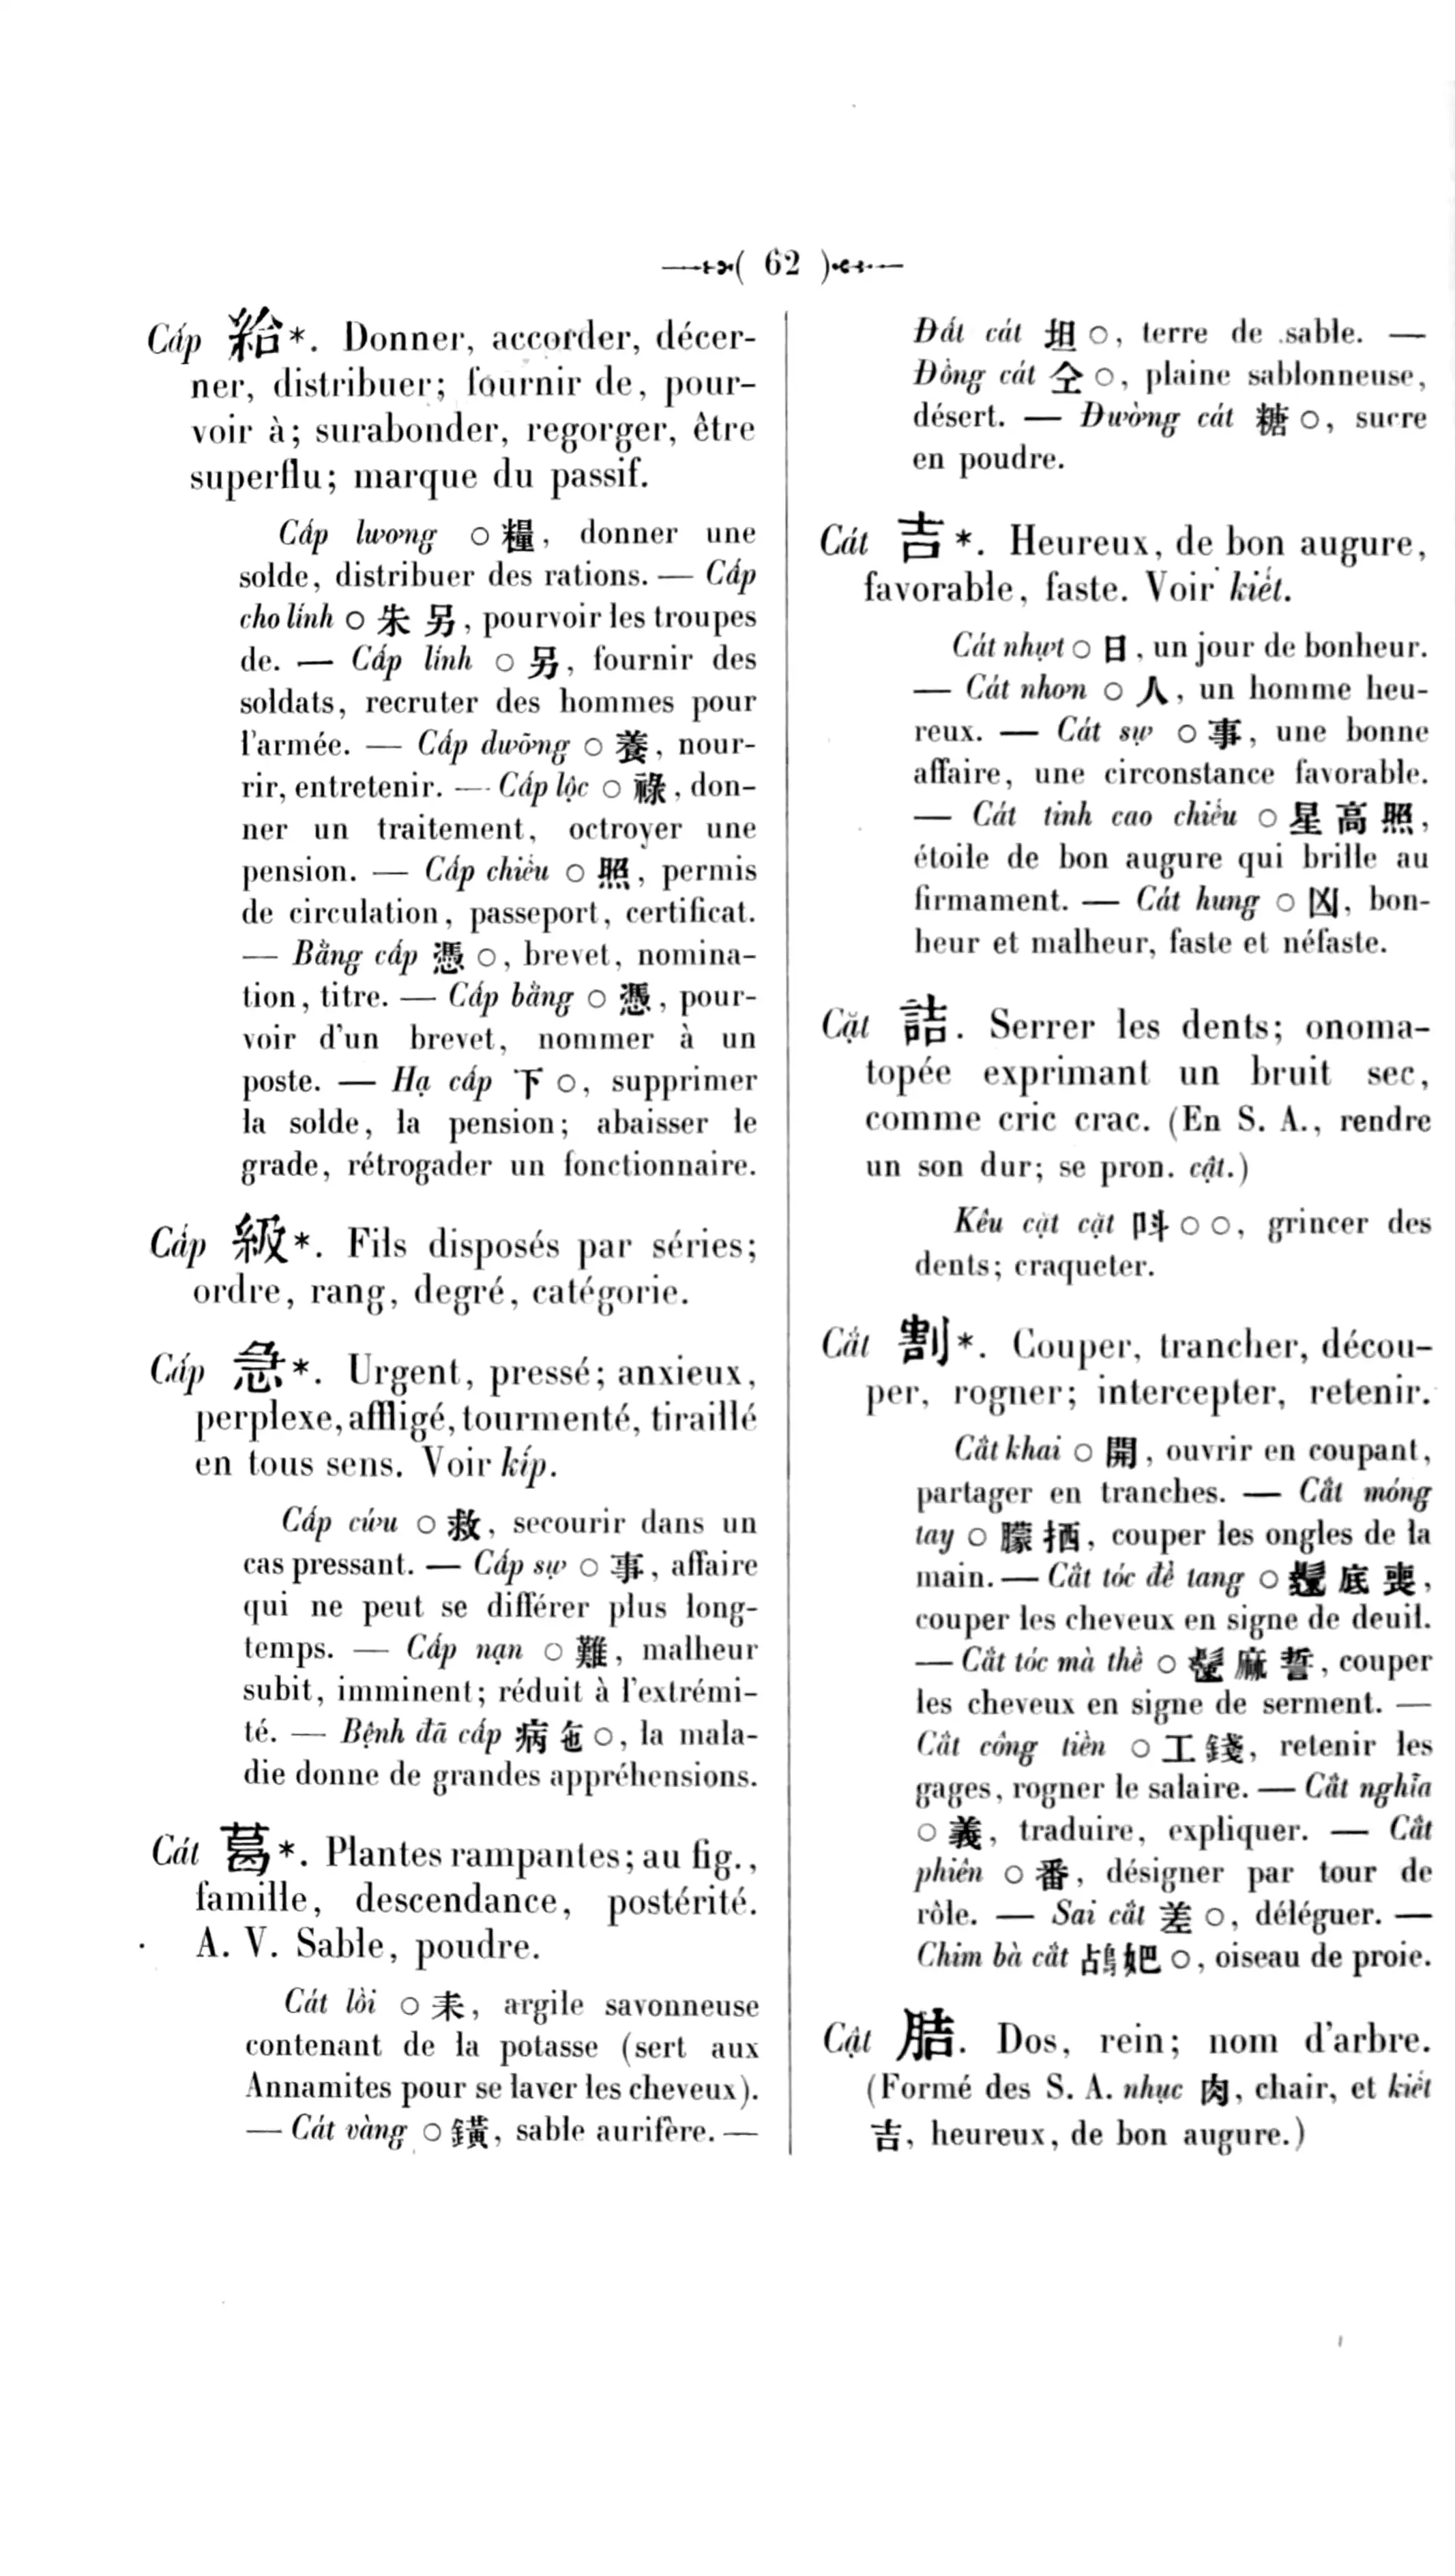 ( 62 )
Cấp 給*. Donner, accorder, décer-
ner, distribuer; fournir de, pour-
voir à; surabonder, regorger, être
superflu; marque du passif.
Cấp lương ○ 糧, donner une
solde, distribuer des rations. — Cấp
cho lính ○ 朱 另, pourvoir les troupes
de. — Cấp lính ○ 另, fournir des
soldats, recruter des hommes pour
l'armée. — Cấp dưỡng ○ 養, nour-
rir, entretenir. — Cấp lộc ○ 祿, don-
ner un traitement, octroyer une
pension. — Cấp chiếu ○ 照, permis
de circulation, passeport, certificat.
— Bằng cấp 憑 ○, brevet, nomina-
tion, titre. — Cấp bằng ○ 憑, pour-
voir d'un brevet, nommer à un
poste. — Hạ cấp 下 ○, supprimer
la solde, la pension; abaisser le
grade, rétrogader un fonctionnaire.
Cấp 級*. Fils disposés par séries;
ordre, rang, degré, catégorie.
Cấp 急*. Urgent, pressé; anxieux,
perplexe, affligé, tourmenté, tiraillé
en tous sens. Voir kíp.
Cấp cứu ○ 救, secourir dans un
cas pressant. — Cấp sự ○ 事, affaire
qui ne peut se différer plus long-
temps. — Cấp nạn ○ 難, malheur
subit, imminent; réduit à l'extrémi-
té. — Bệnh đã cấp 病 㐌 ○, la mala-
die donne de grandes appréhensions.
Cát 葛*. Plantes rampantes; au fig.,
famille, descendance, postérité.
A. V. Sable, poudre.
Cát lồi ○ 耒, argile savonneuse
contenant de la potasse (sert aux
Annamites pour se laver les cheveux).
— Cát vàng ○ 鐄, sable aurifère. —
Đất cát 坦 ○, terre de sable. —
Đồng cát 仝 ○, plaine sablonneuse,
désert. — Đường cát 糖 ○, sucre
en poudre.
Cát 吉*. Heureux, de bon augure,
favorable, faste. Voir kiết.
Cát nhựt ○ 日, un jour de bonheur.
— Cát nhơn ○ 人, un homme heu-
reux. — Cát sự ○ 事, une bonne
affaire, une circonstance favorable.
— Cát tinh cao chiếu ○ 星 高 照,
étoile de bon augure qui brille au
firmament. — Cát hung ○ 凶, bon-
heur et malheur, faste et néfaste.
Cặt 詰. Serrer les dents; onoma-
topée exprimant un bruit sec,
comme cric crac. (En S. A., rendre
un son dur; se pron. cật.)
Kêu cặt cặt 呌 ○ ○, grincer des
dents; craqueter.
Cắt 割*. Couper, trancher, décou-
per, rogner; intercepter, retenir.
Cắt khai ○ 開, ouvrir en coupant,
partager en tranches. — Cắt móng
tay ○ 朦 拪, couper les ongles de la
main. — Cắt tóc để tang ○ 底 喪,
couper les cheveux en signe de deuil.
— Cắt tóc mà thề ○ 麻 誓, couper
les cheveux en signe de serment. —
Cắt công tiền ○ 工 錢, retenir les
gages, rogner le salaire. — Cắt nghĩa
○ 義, traduire, expliquer. — Cắt
phiên ○ 番, désigner par tour de
rôle. — Sai cắt 差 ○, déléguer. —
Chim bà cắt 妑 ○, oiseau de proie.
Cật 𦛋. Dos, rein; nom d'arbre.
(Formé des S. A. nhục 肉, chair, et kiết
吉, heureux, de bon augure.)